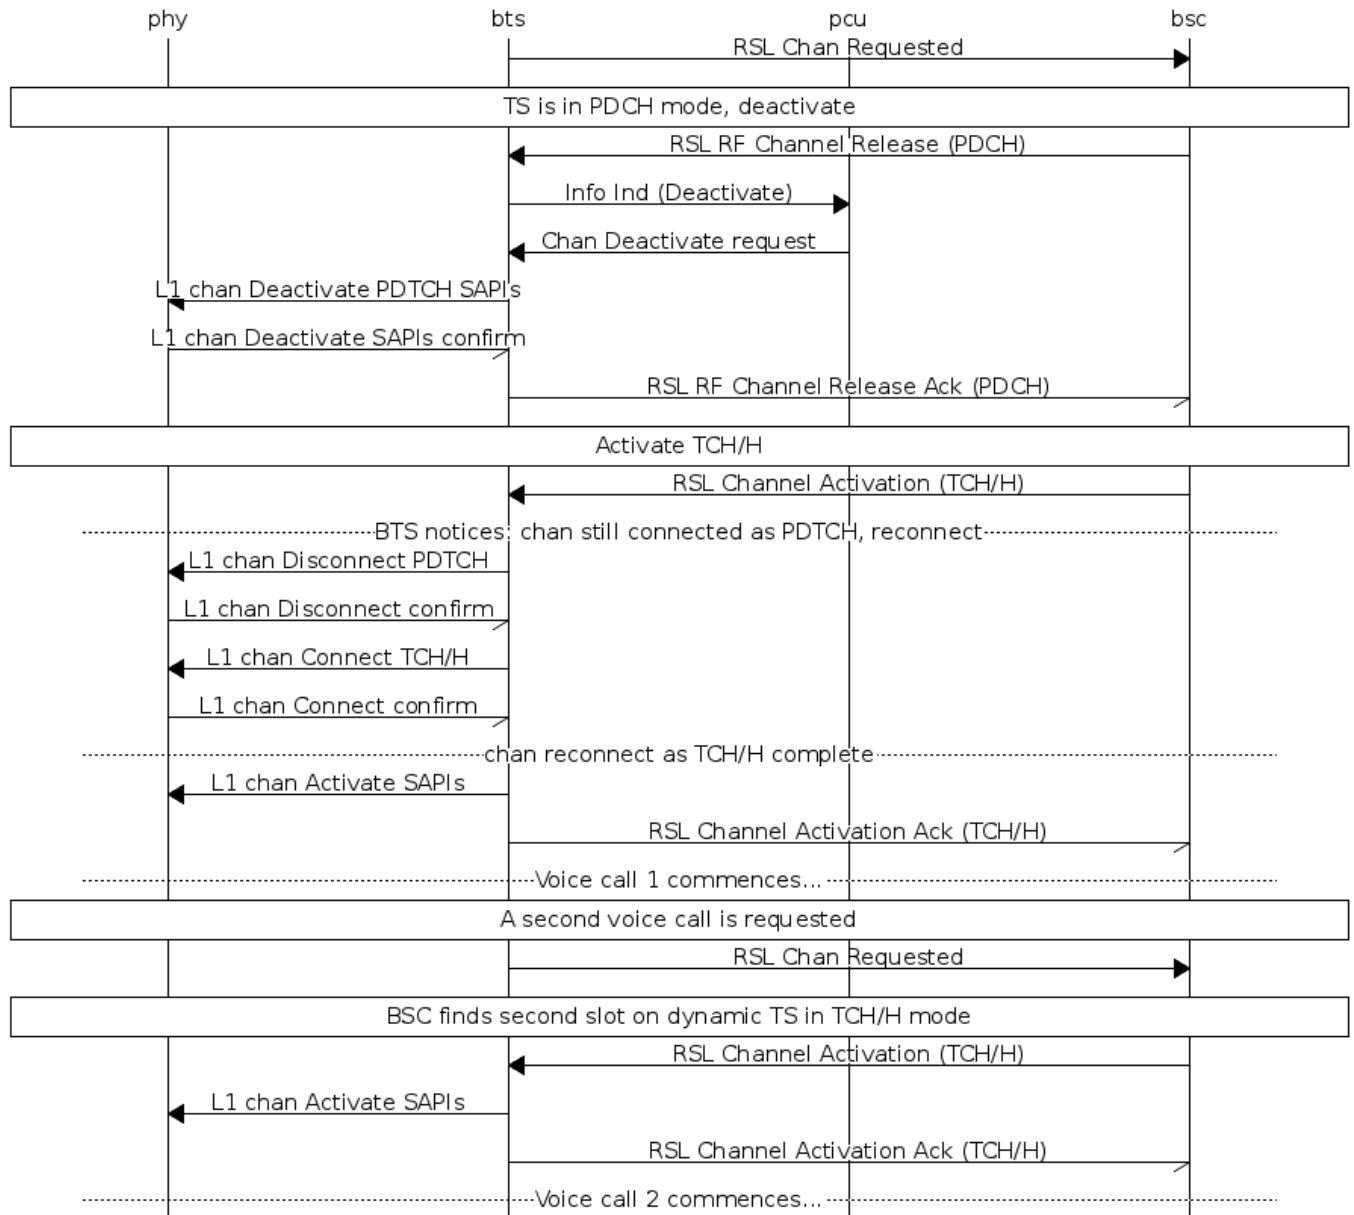 phy bts pcu bsc
RSL Chan Requested
TS is in PDCH mode, deactivate
RSL RF Channel Release (PDCH)
Info Ind (Deactivate)
Chan Deactivate request
L1 chan Deactivate PDTCH SAPIs
L1 chan Deactivate SAPIs confirm
RSL RF Channel Release Ack (PDCH)
Activate TCH/H
RSL Channel Activation (TCH/H)
BTS notices: chan still connected as PDTCH, reconnect
L1 chan Disconnect PDTCH
L1 chan Disconnect confirm
L1 chan Connect TCH/H
L1 chan Connect confirm
chan reconnect as TCH/H complete
L1 chan Activate SAPIs
RSL Channel Activation Ack (TCH/H)
Voice call 1 commences...
A second voice call is requested
RSL Chan Requested
BSC finds second slot on dynamic TS in TCH/H mode
RSL Channel Activation (TCH/H)
L1 chan Activate SAPIs
RSL Channel Activation Ack (TCH/H)
Voice call 2 commences...